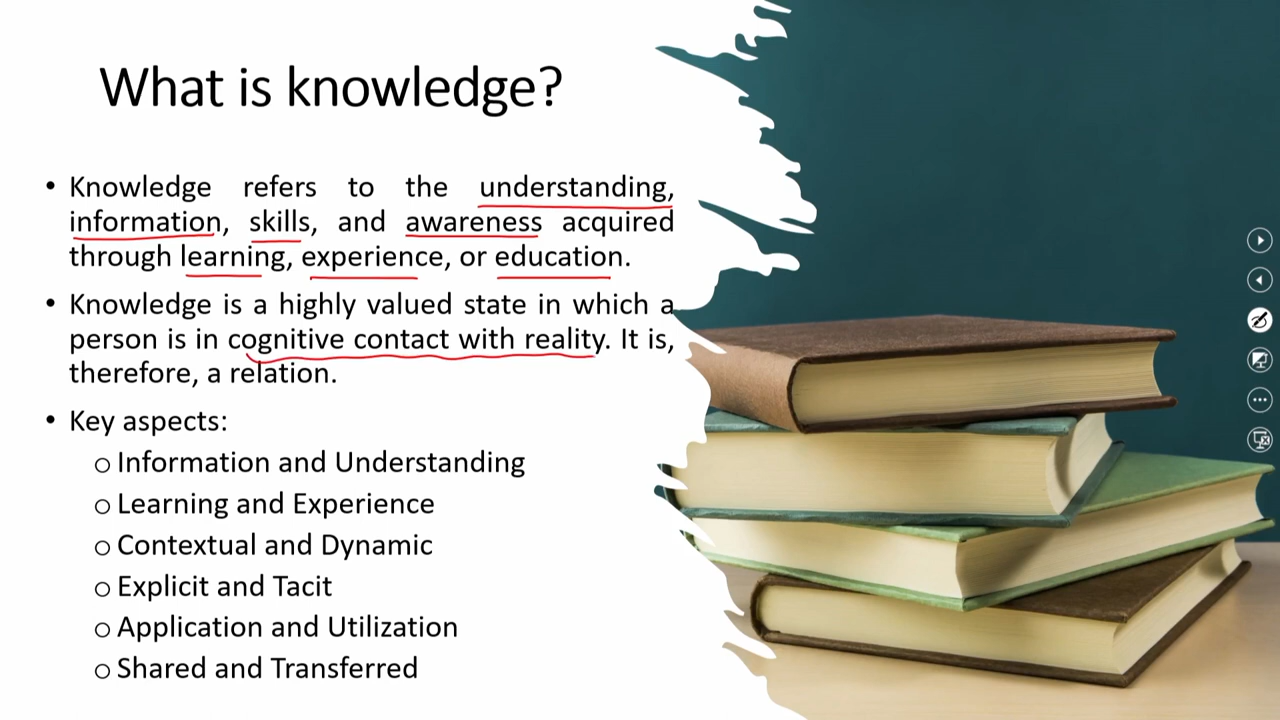 What is knowledge?
• Knowledge refers to the understanding,
information, skills, and awareness acquired
through learning, experience, or education.
• Knowledge is a highly valued state in which a
person is in cognitive contact with reality. It is,
therefore, a relation.
• Key aspects:
o Information and Understanding
o Learning and Experience
o Contextual and Dynamic
o Explicit and Tacit
o Application and Utilization
o Shared and Transferred